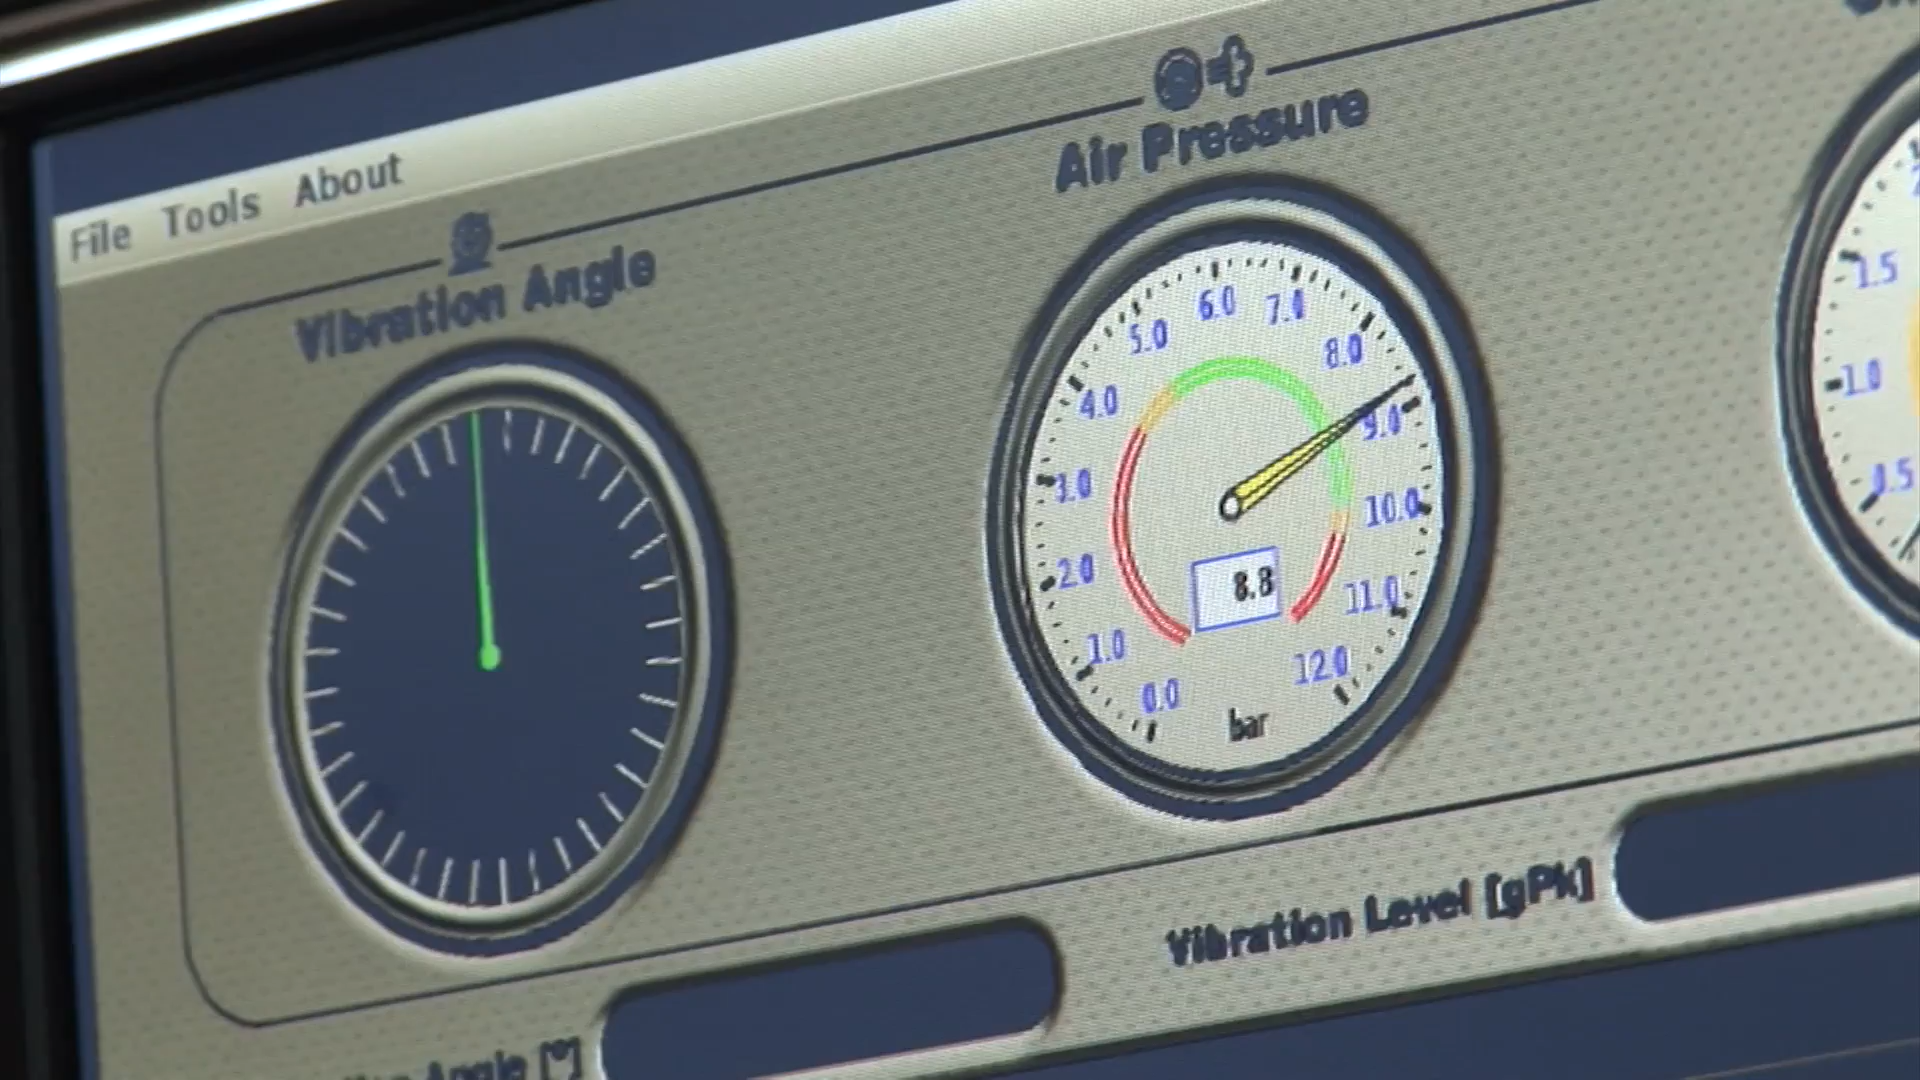 File Tools About
Vibration Angle
Air Pressure
0.0
1.0
2.0
3.0
4.0
5.0
6.0
7.0
8.0
9.0
10.0
11.0
12.0
8.8
bar
1.5
1.0
0.5
Vibration Level [gPk]
Angle [°]